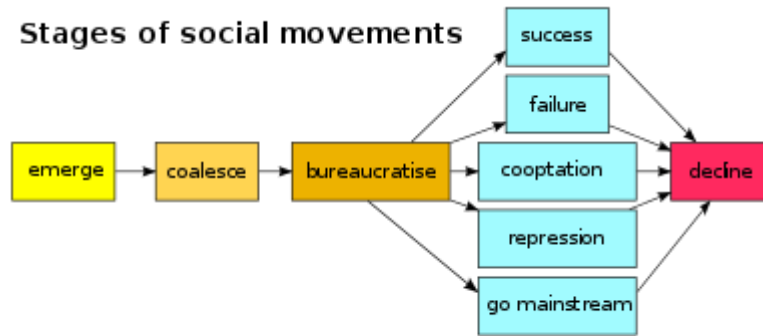 Stages of social movements
emerge
coalesce
bureaucratise
success
failure
cooptation
repression
go mainstream
decline